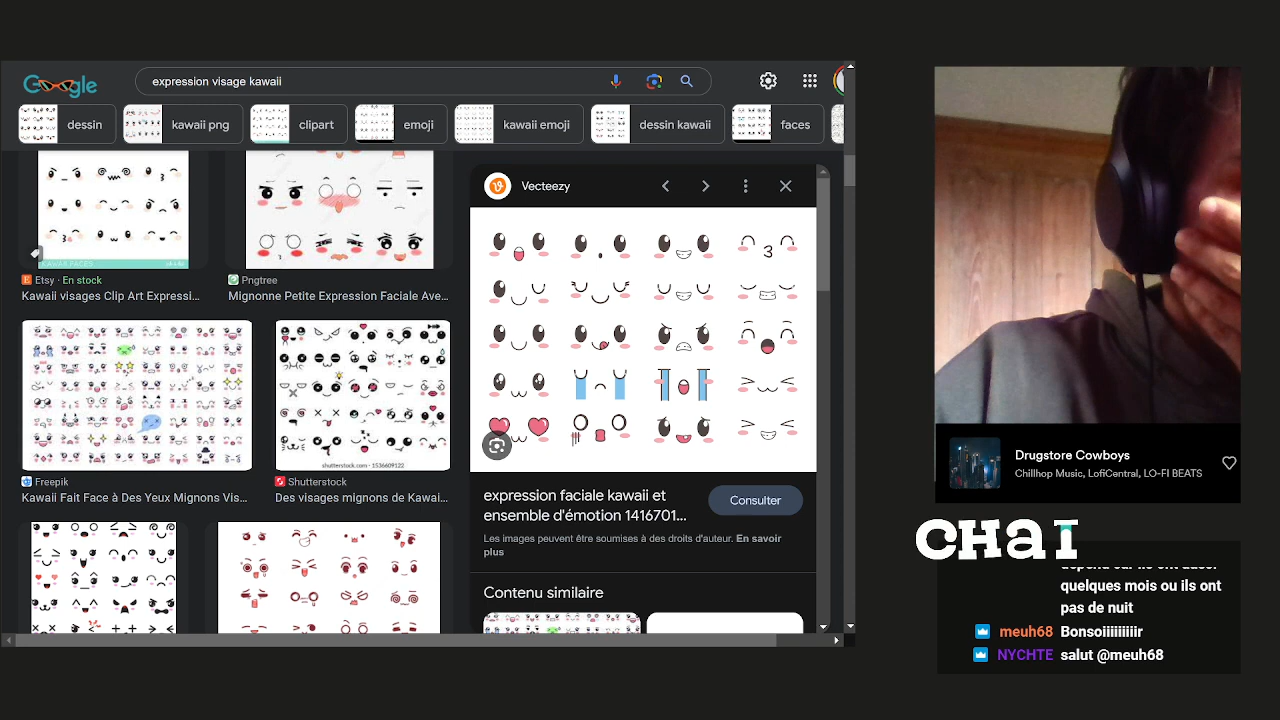 Google
expression visage kawaii
dessin
kawaii png
clipart
emoji
kawaii emoji
dessin kawaii
faces
Etsy · En stock
Kawaii visages Clip Art Expressi...
Pngtree
Mignonne Petite Expression Faciale Ave...
Freepik
Kawaii Fait Face à Des Yeux Mignons Vis...
shutterstock.com · 1536609122
Shutterstock
Des visages mignons de Kawai...
Vecteezy
expression faciale kawaii et
ensemble d'émotion 1416701...
Consulter
Les images peuvent être soumises à des droits d'auteur. En savoir
plus
Contenu similaire
Drugstore Cowboys
Chillhop Music, LofiCentral, LO-FI BEATS
CHAT
quelques mois ou ils ont
pas de nuit
meuh68 Bonsoiiiiiiiiir
NYCHTE salut @meuh68